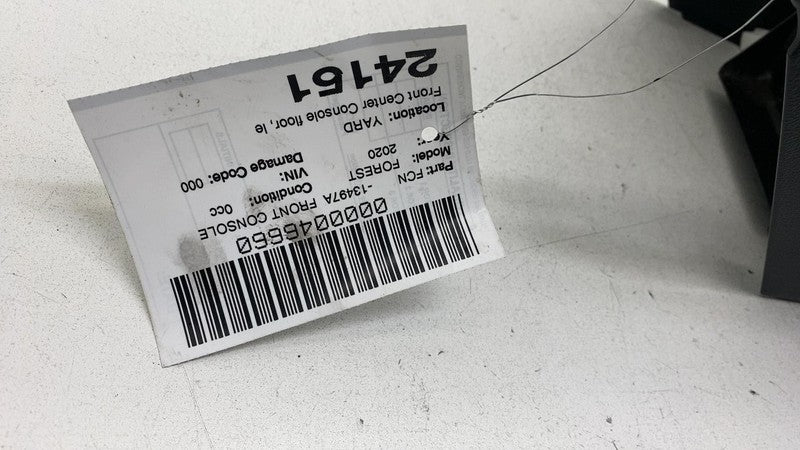 0000046660
Part: FCN -13497A FRONT CONSOLE
Model: FOREST Condition: 0cc
Year: 2020 VIN:
Damage Code: 000
Location: YARD
Front Center Console floor, le
24151